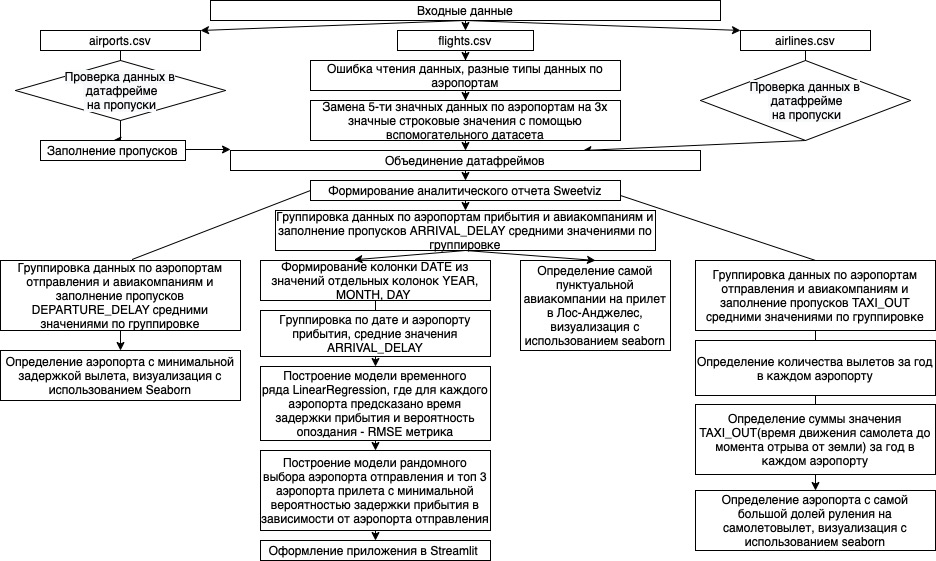 Входные данные
airports.csv
flights.csv
airlines.csv
Проверка данных в
датафрейме
на пропуски
Ошибка чтения данных, разные типы данных по
аэропортам
Проверка данных в
датафрейме
на пропуски
Замена 5-ти значных данных по аэропортам на 3х
значные строковые значения с помощью
вспомогательного датасета
Заполнение пропусков
Объединение датафреймов
Формирование аналитического отчета Sweetviz
Группировка данных по аэропортам прибытия и авиакомпаниям и
заполнение пропусков ARRIVAL_DELAY средними значениями по
группировке
Группировка данных по аэропортам
отправления и авиакомпаниям и
заполнение пропусков
DEPARTURE_DELAY средними
значениями по группировке
Определение аэропорта с минимальной
задержкой вылета, визуализация с
использованием Seaborn
Формирование колонки DATE из
значений отдельных колонок YEAR,
MONTH, DAY
Группировка по дате и аэропорту
прибытия, средние значения
ARRIVAL_DELAY
Построение модели временного
ряда LinearRegression, где для каждого
аэропорта предсказано время
задержки прибытия и вероятность
опоздания - RMSE метрика
Построение модели рандомного
выбора аэропорта отправления и топ 3
аэропорта прилета с минимальной
вероятностью задержки прибытия в
зависимости от аэропорта отправления
Оформление приложения в Streamlit
Определение самой
пунктуальной
авиакомпании на прилет
в Лос-Анджелес,
визуализация с
использованием seaborn
Группировка данных по аэропортам
отправления и авиакомпаниям и
заполнение пропусков TAXI_OUT
средними значениями по группировке
Определение количества вылетов за год
в каждом аэропорту
Определение суммы значения
TAXI_OUT(время движения самолета до
момента отрыва от земли) за год в
каждом аэропорту
Определение аэропорта с самой
большой долей руления на
самолетовылет, визуализация с
использованием seaborn